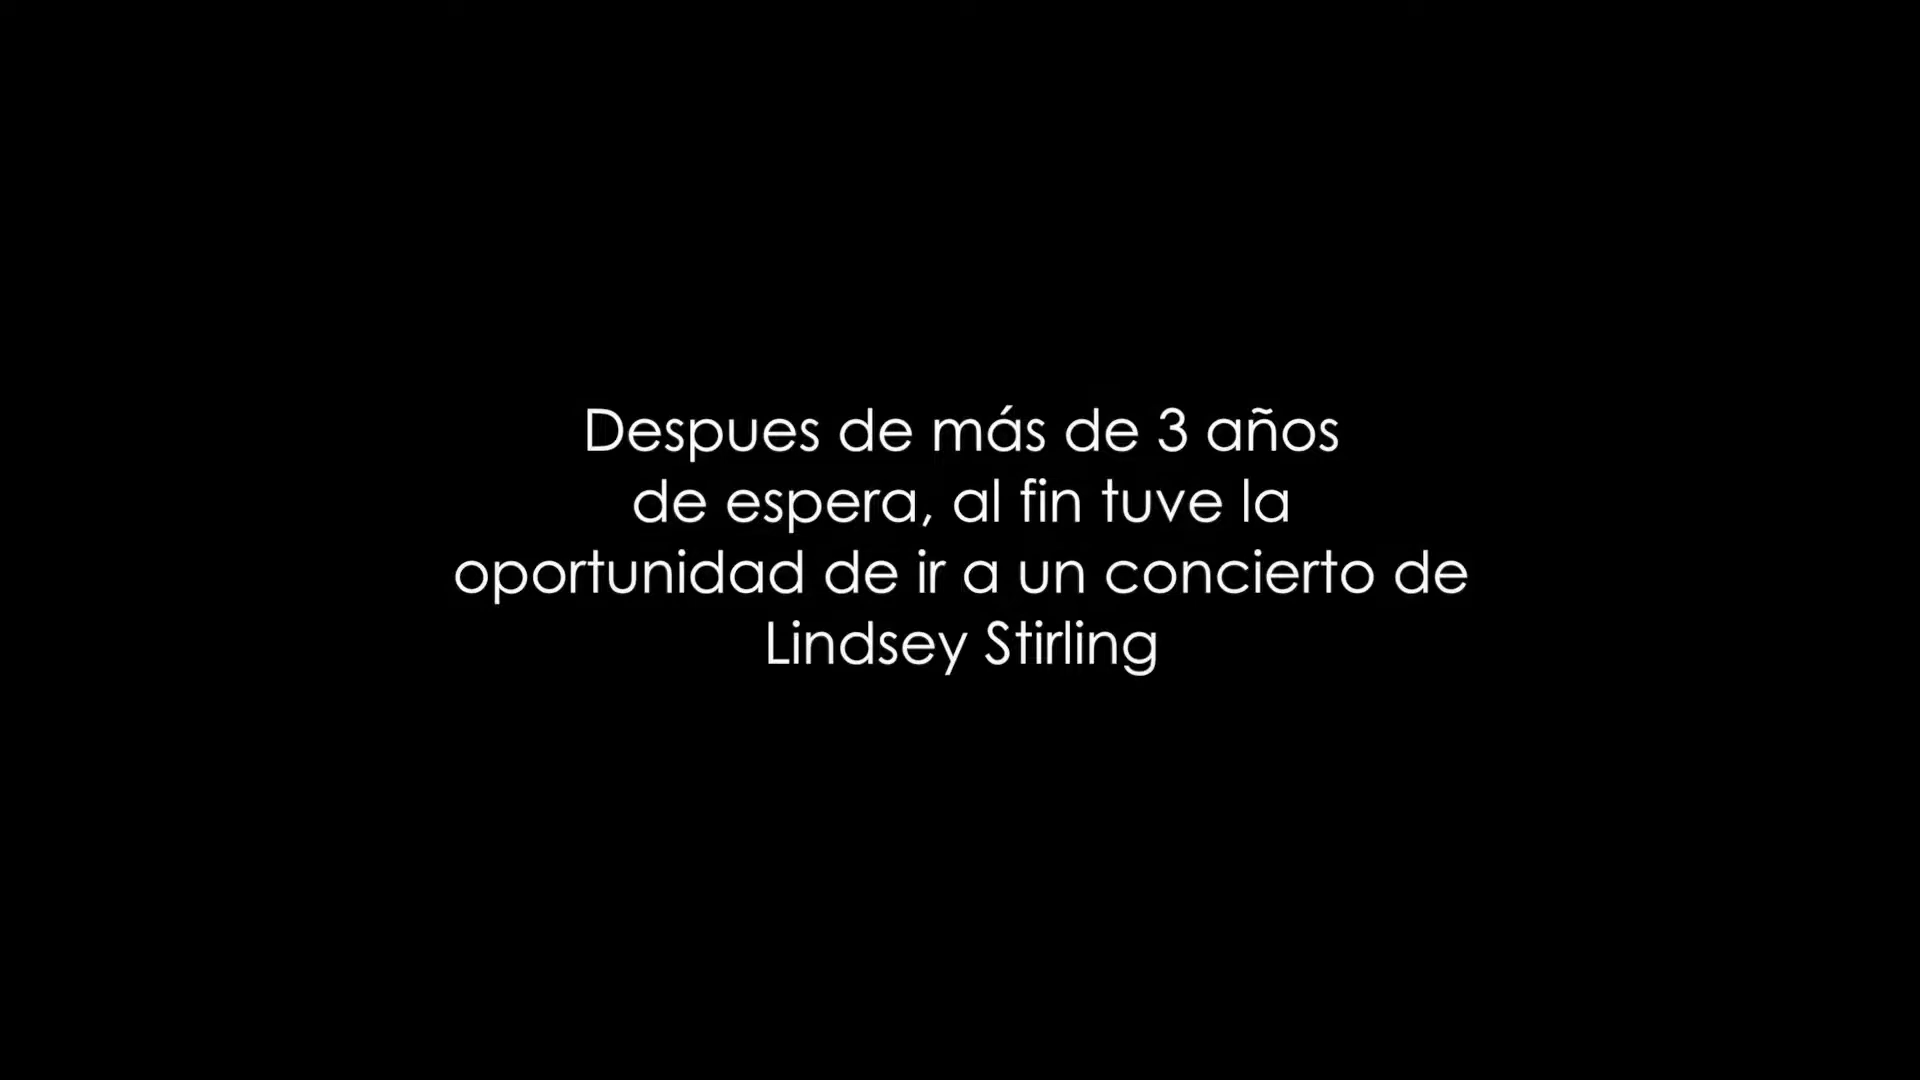 Despues de más de 3 años
de espera, al fin tuve la
oportunidad de ir a un concierto de
Lindsey Stirling